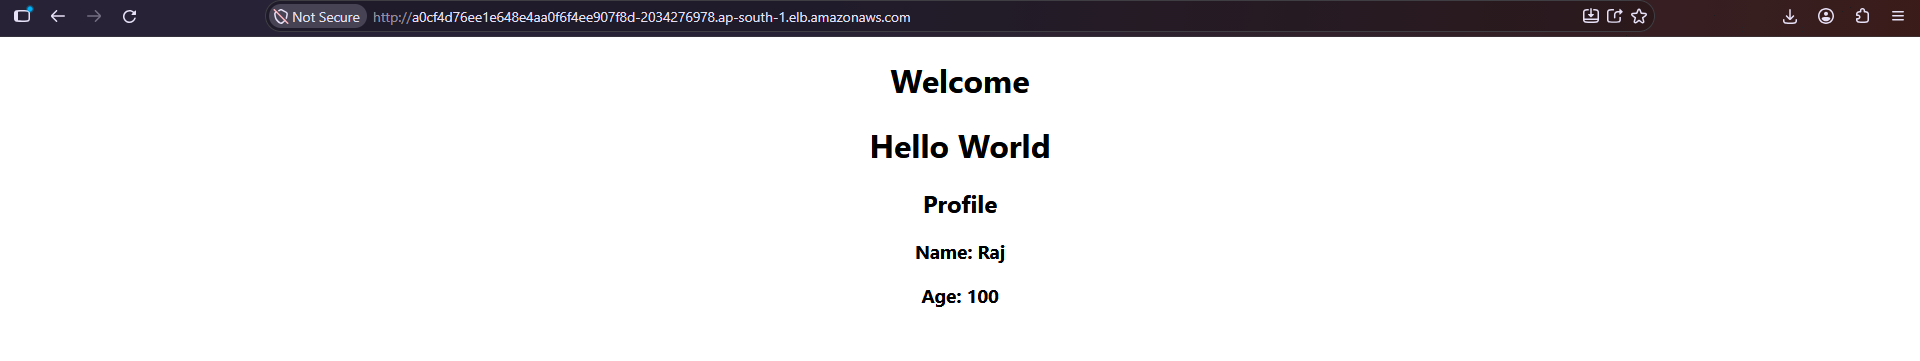 Not Secure http://a0cf4d76ee1e648e4aa0f6f4ee907f8d-2034276978.ap-south-1.elb.amazonaws.com
Welcome
Hello World
Profile
Name: Raj
Age: 100